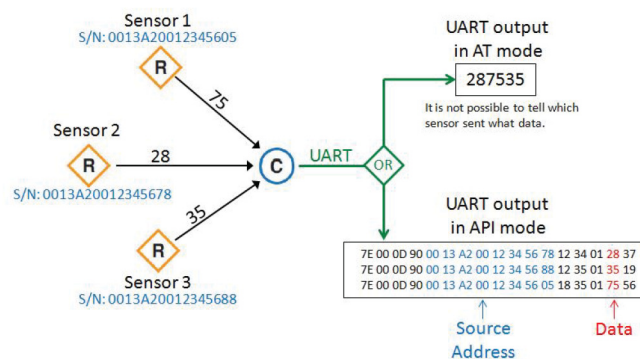 Sensor 1
S/N: 0013A20012345605
R
75
Sensor 2
R
28
S/N: 0013A20012345678
35
R
Sensor 3
S/N: 0013A20012345688
C
UART
OR
UART output
in AT mode
287535
It is not possible to tell which
sensor sent what data.
UART output
in API mode
7E 00 0D 90 00 13 A2 00 12 34 56 78 12 34 01 28 37
7E 00 0D 90 00 13 A2 00 12 34 56 88 12 35 01 35 19
7E 00 0D 90 00 13 A2 00 12 34 56 05 18 35 01 75 56
Source
Address
Data